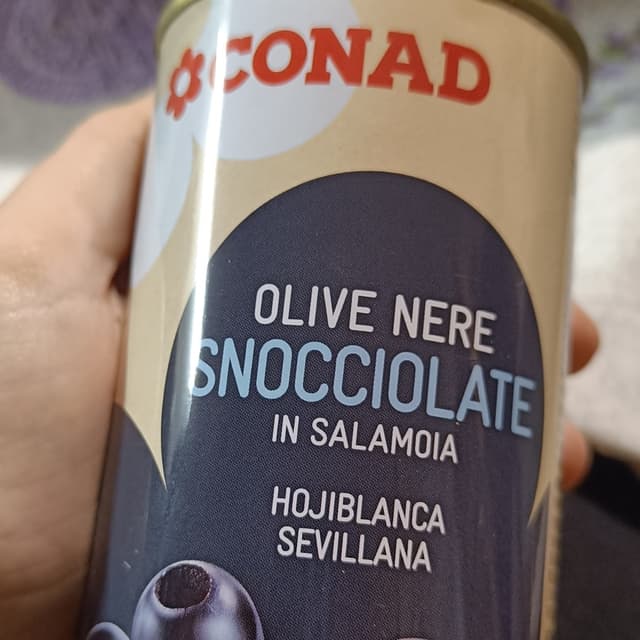 CONAD
OLIVE NERE
SNOCCIOLATE
IN SALAMOIA
HOJIBLANCA
SEVILLANA